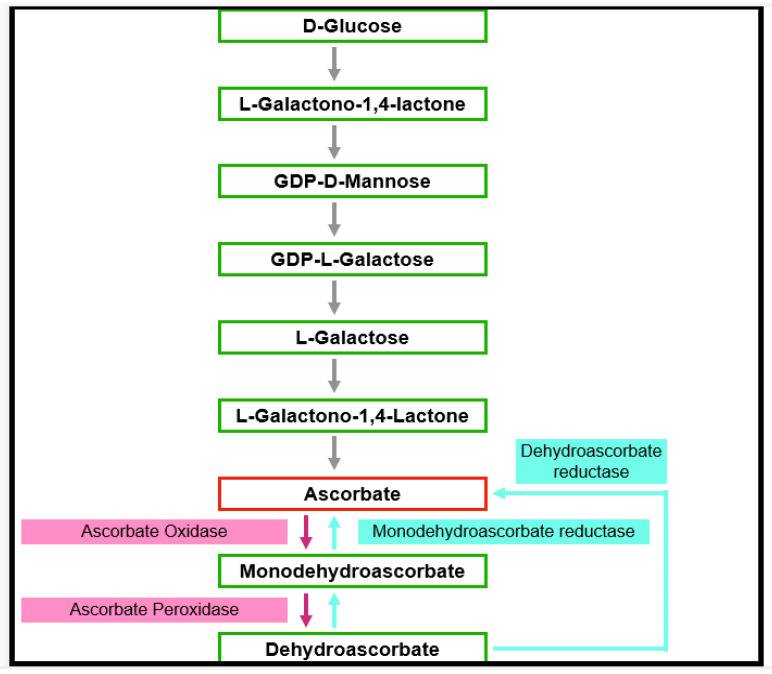 D-Glucose
L-Galactono-1,4-lactone
GDP-D-Mannose
GDP-L-Galactose
L-Galactose
L-Galactono-1,4-Lactone
Dehydroascorbate
reductase
Ascorbate
Ascorbate Oxidase
Monodehydroascorbate reductase
Monodehydroascorbate
Ascorbate Peroxidase
Dehydroascorbate